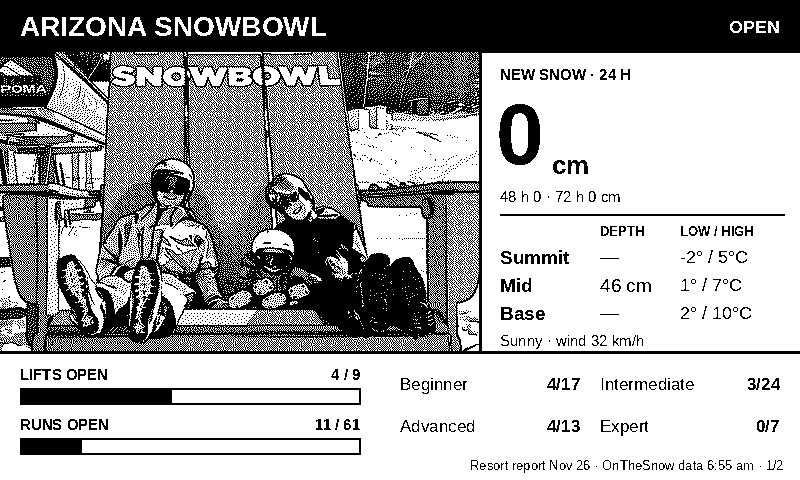 ARIZONA SNOWBOWL
OPEN
POMA
SNOWBOWL
NEW SNOW · 24 H
0 cm
48 h 0 · 72 h 0 cm
DEPTH LOW / HIGH
Summit — -2° / 5°C
Mid 46 cm 1° / 7°C
Base — 2° / 10°C
Sunny · wind 32 km/h
LIFTS OPEN 4 / 9
RUNS OPEN 11 / 61
Beginner 4/17 Intermediate 3/24
Advanced 4/13 Expert 0/7
Resort report Nov 26 · OnTheSnow data 6:55 am · 1/2